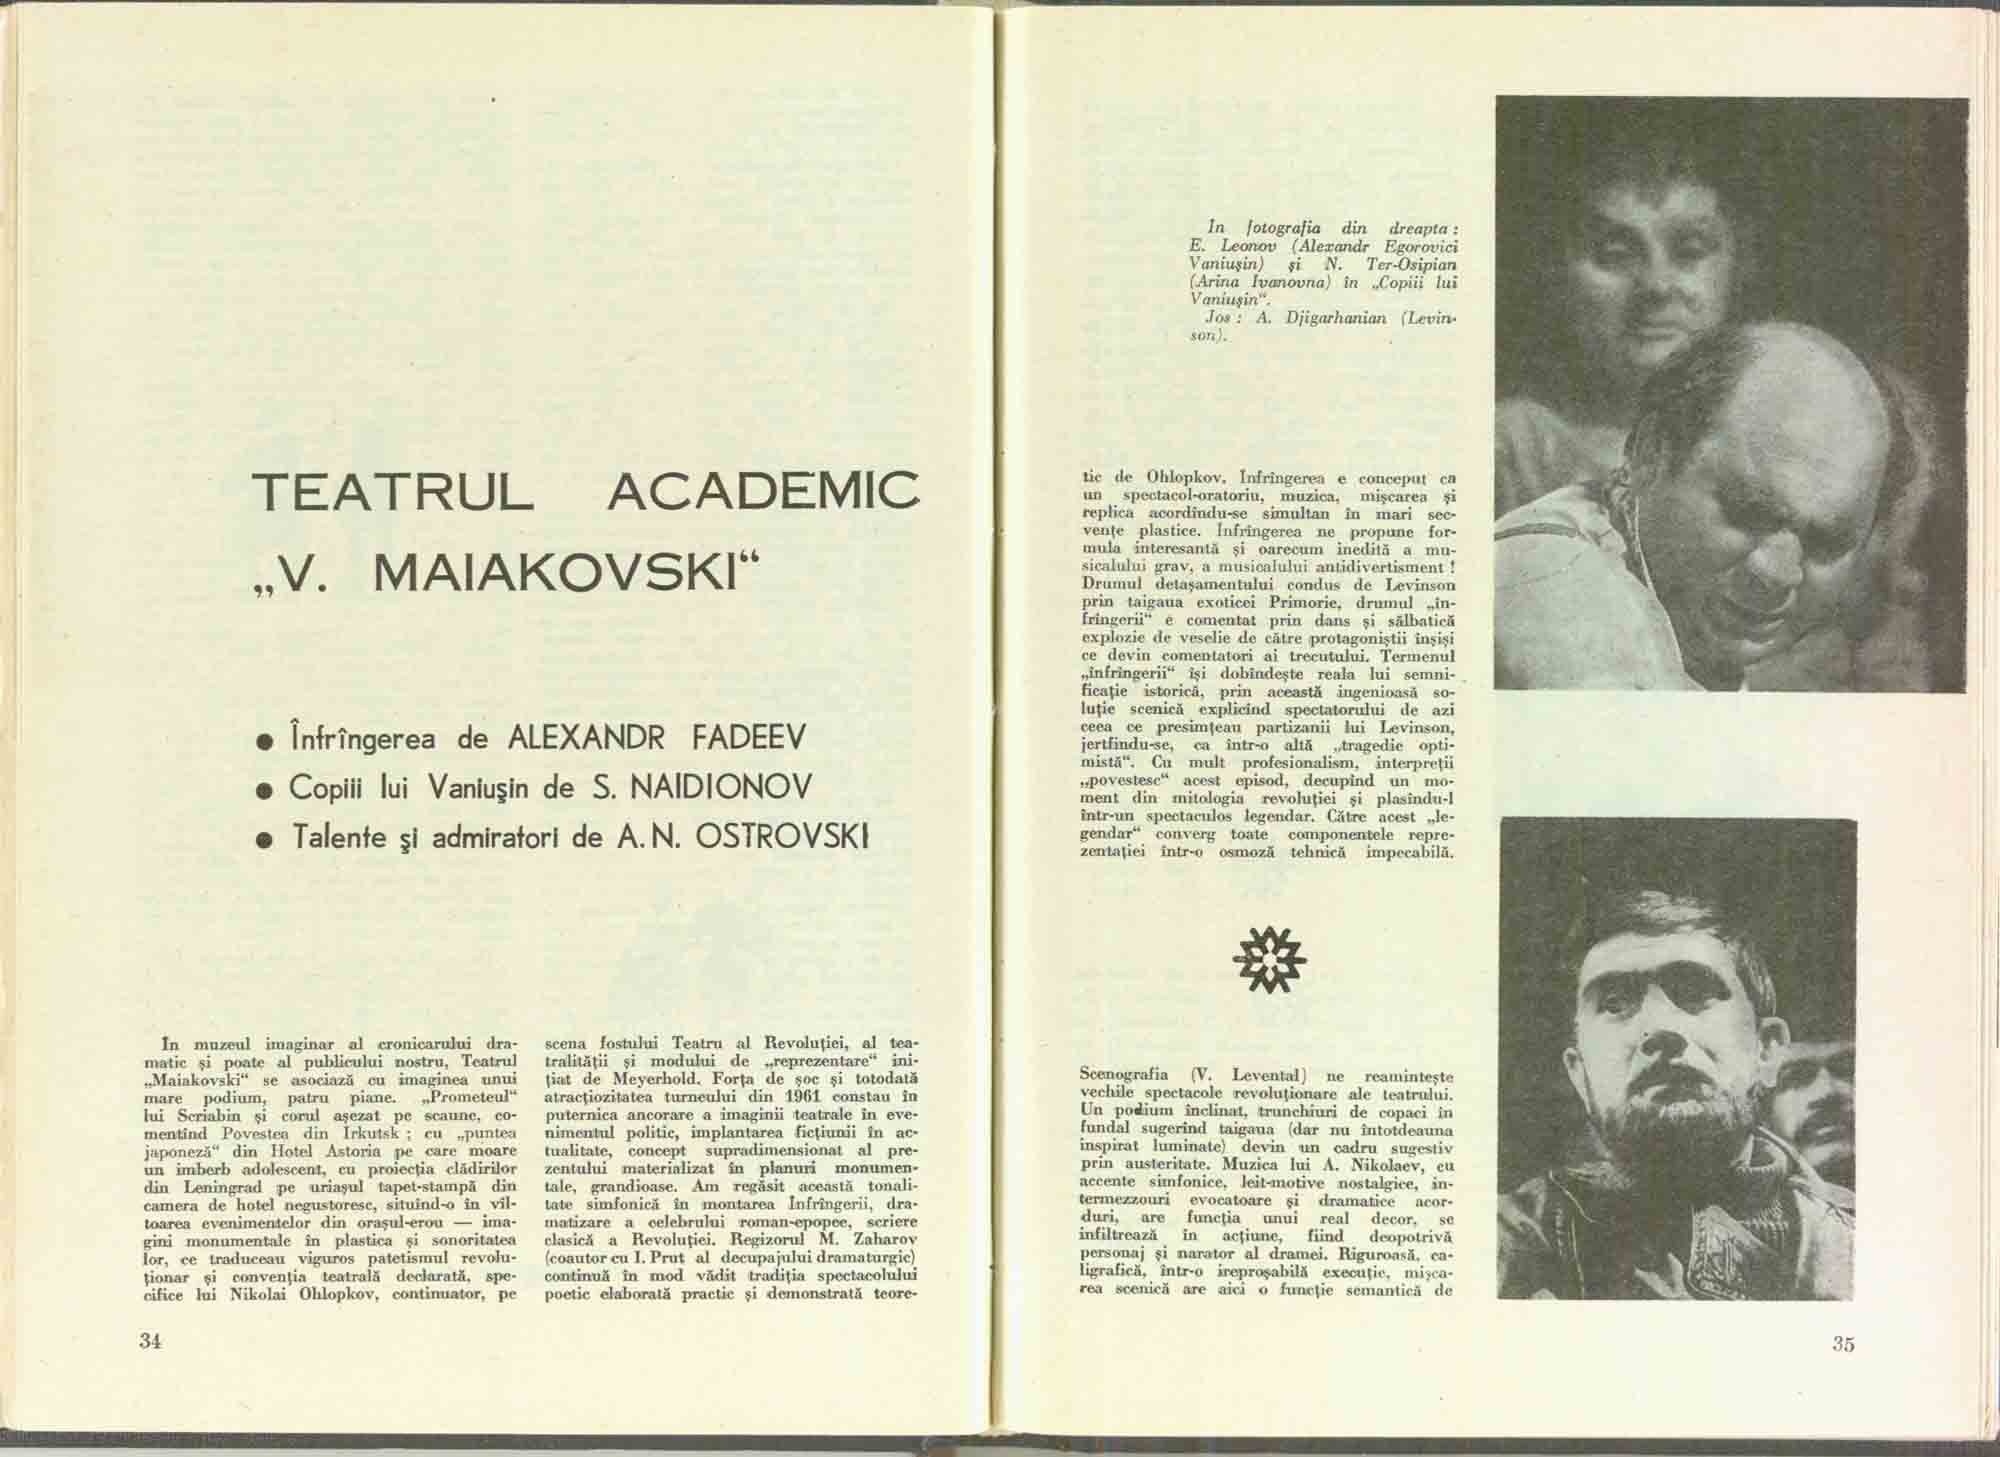 TEATRUL ACADEMIC
„V. MAIAKOVSKI“
● Înfrîngerea de ALEXANDR FADEEV
● Copiii lui Vaniuşin de S. NAIDIONOV
● Talente şi admiratori de A. N. OSTROVSKI
In muzeul imaginar al cronicarului dra-
matic şi poate al publicului nostru, Teatrul
„Maiakovski“ se asociază cu imaginea unui
mare podium, patru piane. „Prometeul“
lui Scriabin şi corul aşezat pe scaune, co-
mentînd Povestea din Irkutsk ; cu „puntea
japoneză“ din Hotel Astoria pe care moare
un imberb adolescent, cu proiecţia clădirilor
din Leningrad pe uriaşul tapet-stampă din
camera de hotel negustoresc, situînd-o în vîl-
toarea evenimentelor din oraşul-erou — ima-
gini monumentale în plastica şi sonoritatea
lor, ce traduceau viguros patetismul revolu-
ţionar şi convenţia teatrală declarată, spe-
cifice lui Nikolai Ohlopkov, continuator, pe
scena fostului Teatru al Revoluţiei, al tea-
tralităţii şi modului de „reprezentare“ ini-
ţiat de Meyerhold. Forţa de şoc şi totodată
atracţiozitatea turneului din 1961 constau în
puternica ancorare a imaginii teatrale în eve-
nimentul politic, implantarea ficţiunii în ac-
tualitate, concept supradimensionat al pre-
zentului materializat în planuri monumen-
tale, grandioase. Am regăsit această tonali-
tate simfonică în montarea Infrîngerii, dra-
matizare a celebrului roman-epopee, scriere
clasică a Revoluţiei. Regizorul M. Zaharov
(coautor cu I. Prut al decupajului dramaturgic)
continuă în mod vădit tradiţia spectacolului
poetic elaborată practic şi demonstrată teore-
34
In fotografia din dreapta :
E. Leonov (Alexandr Egorovici
Vaniuşin) şi N. Ter-Osipian
(Arina Ivanovna) în „Copiii lui
Vaniuşin“.
Jos : A. Djigarhanian (Levin-
son).
tic de Ohlopkov. Infrîngerea e conceput ca
un spectacol-oratoriu, muzica, mişcarea şi
replica acordîndu-se simultan în mari sec-
venţe plastice. Infrîngerea ne propune for-
mula interesantă şi oarecum inedită a mu-
sicalului grav, a musicalului antidivertisment !
Drumul detaşamentului condus de Levinson
prin taigaua exoticei Primorie, drumul „în-
frîngerii“ e comentat prin dans şi sălbatică
explozie de veselie de către protagoniştii înşişi
ce devin comentatori ai trecutului. Termenul
„înfrîngerii“ îşi dobîndeşte reala lui semni-
ficaţie istorică, prin această ingenioasă so-
luţie scenică explicînd spectatorului de azi
ceea ce presimţeau partizanii lui Levinson,
jertfindu-se, ca într-o altă „tragedie opti-
mistă“. Cu mult profesionalism, interpreţii
„povestesc“ acest episod, decupînd un mo-
ment din mitologia revoluţiei şi plasîndu-l
într-un spectaculos legendar. Către acest „le-
gendar“ converg toate componentele repre-
zentaţiei într-o osmoză tehnică impecabilă.
Scenografia (V. Levental) ne reaminteşte
vechile spectacole revoluţionare ale teatrului.
Un podium înclinat, trunchiuri de copaci în
fundal sugerînd taigaua (dar nu întotdeauna
inspirat luminate) devin un cadru sugestiv
prin austeritate. Muzica lui A. Nikolaev, cu
accente simfonice, leit-motive nostalgice, in-
termezzouri evocatoare şi dramatice acor-
duri, are funcţia unui real decor, se
infiltrează în acţiune, fiind deopotrivă
personaj şi narator al dramei. Riguroasă, ca-
ligrafică, într-o ireproşabilă execuţie, mişca-
rea scenică are aici o funcţie semantică de
35